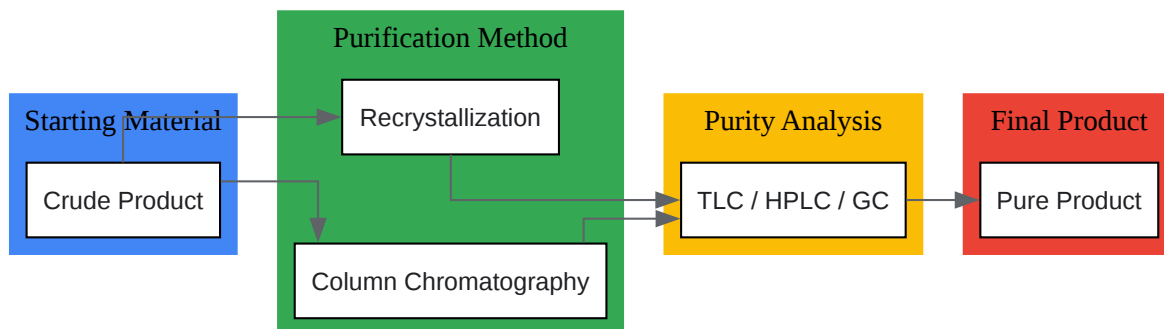 Starting Material
Crude Product
Purification Method
Recrystallization
Column Chromatography
Purity Analysis
TLC / HPLC / GC
Final Product
Pure Product